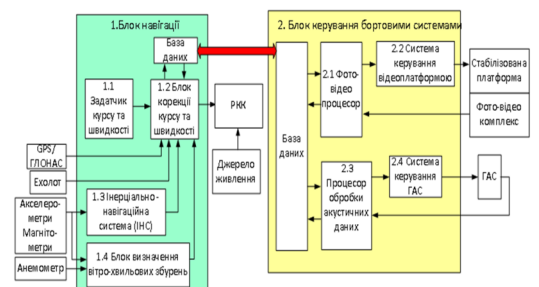 1.Блок навігації
База
даних
1.1
Задатчик
курсу та
швидкості
1.2 Блок
корекції
курсу та
швидкості
РКК
GPS/
ГЛОНАС
Ехолот
Джерело
живлення
Акселеро-
метри
Магніто-
метри
1.3 Інерціально-
навігаційна
система (ІНС)
Анемометр
1.4 Блок визначення
вітро-хвильових збурень
2. Блок керування бортовими системами
База
даних
2.1 Фото-
відео
процесор
2.2 Система
керування
відеоплатформою
Стабілізована
платформа
Фото-відео
комплекс
2.3
Процесор
обробки
акустичних
даних
2.4 Система
керування
ГАС
ГАС